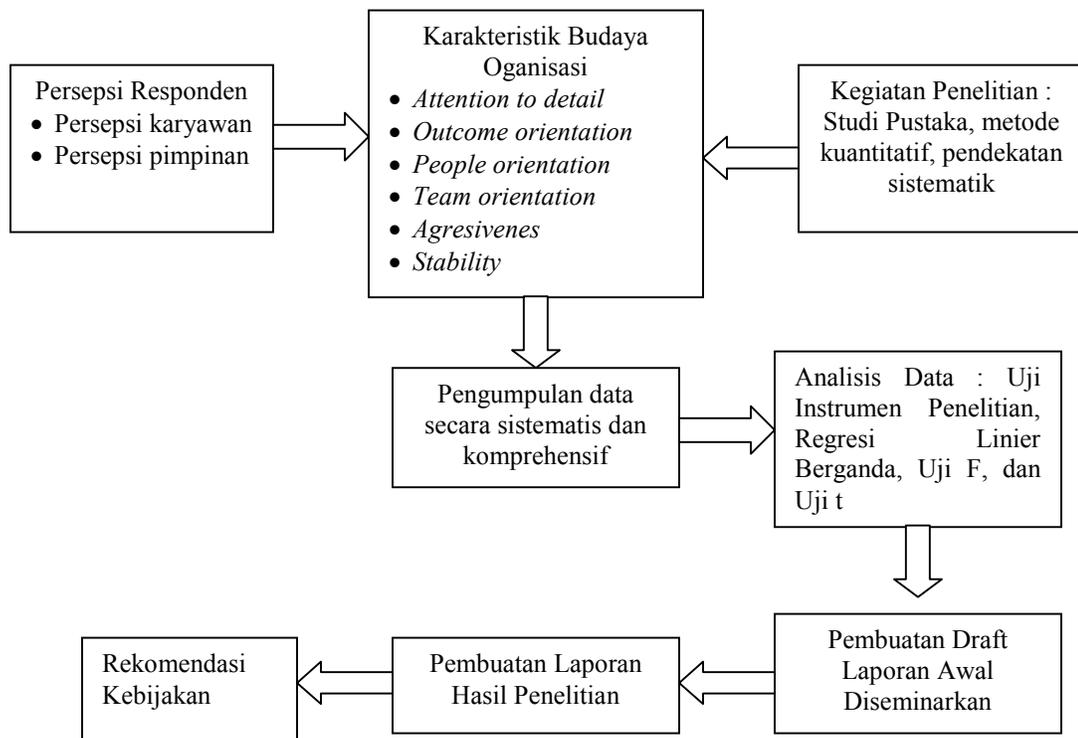 Persepsi Responden
• Persepsi karyawan
• Persepsi pimpinan
Karakteristik Budaya
Oganisasi
• Attention to detail
• Outcome orientation
• People orientation
• Team orientation
• Agresivenes
• Stability
Kegiatan Penelitian :
Studi Pustaka, metode
kuantitatif, pendekatan
sistematik
Pengumpulan data
secara sistematis dan
komprehensif
Analisis Data : Uji
Instrumen Penelitian,
Regresi Linier
Berganda, Uji F, dan
Uji t
Pembuatan Draft
Laporan Awal
Diseminarkan
Pembuatan Laporan
Hasil Penelitian
Rekomendasi
Kebijakan